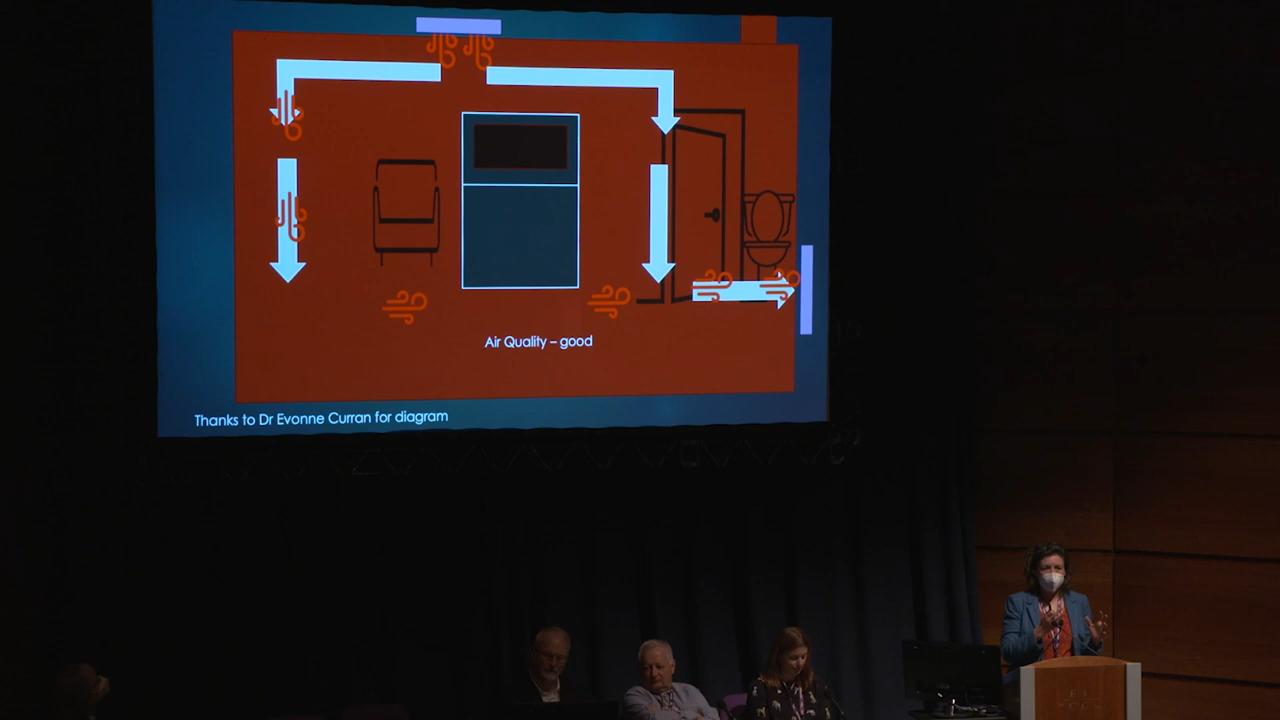 Air Quality – good
Thanks to Dr Evonne Curran for diagram